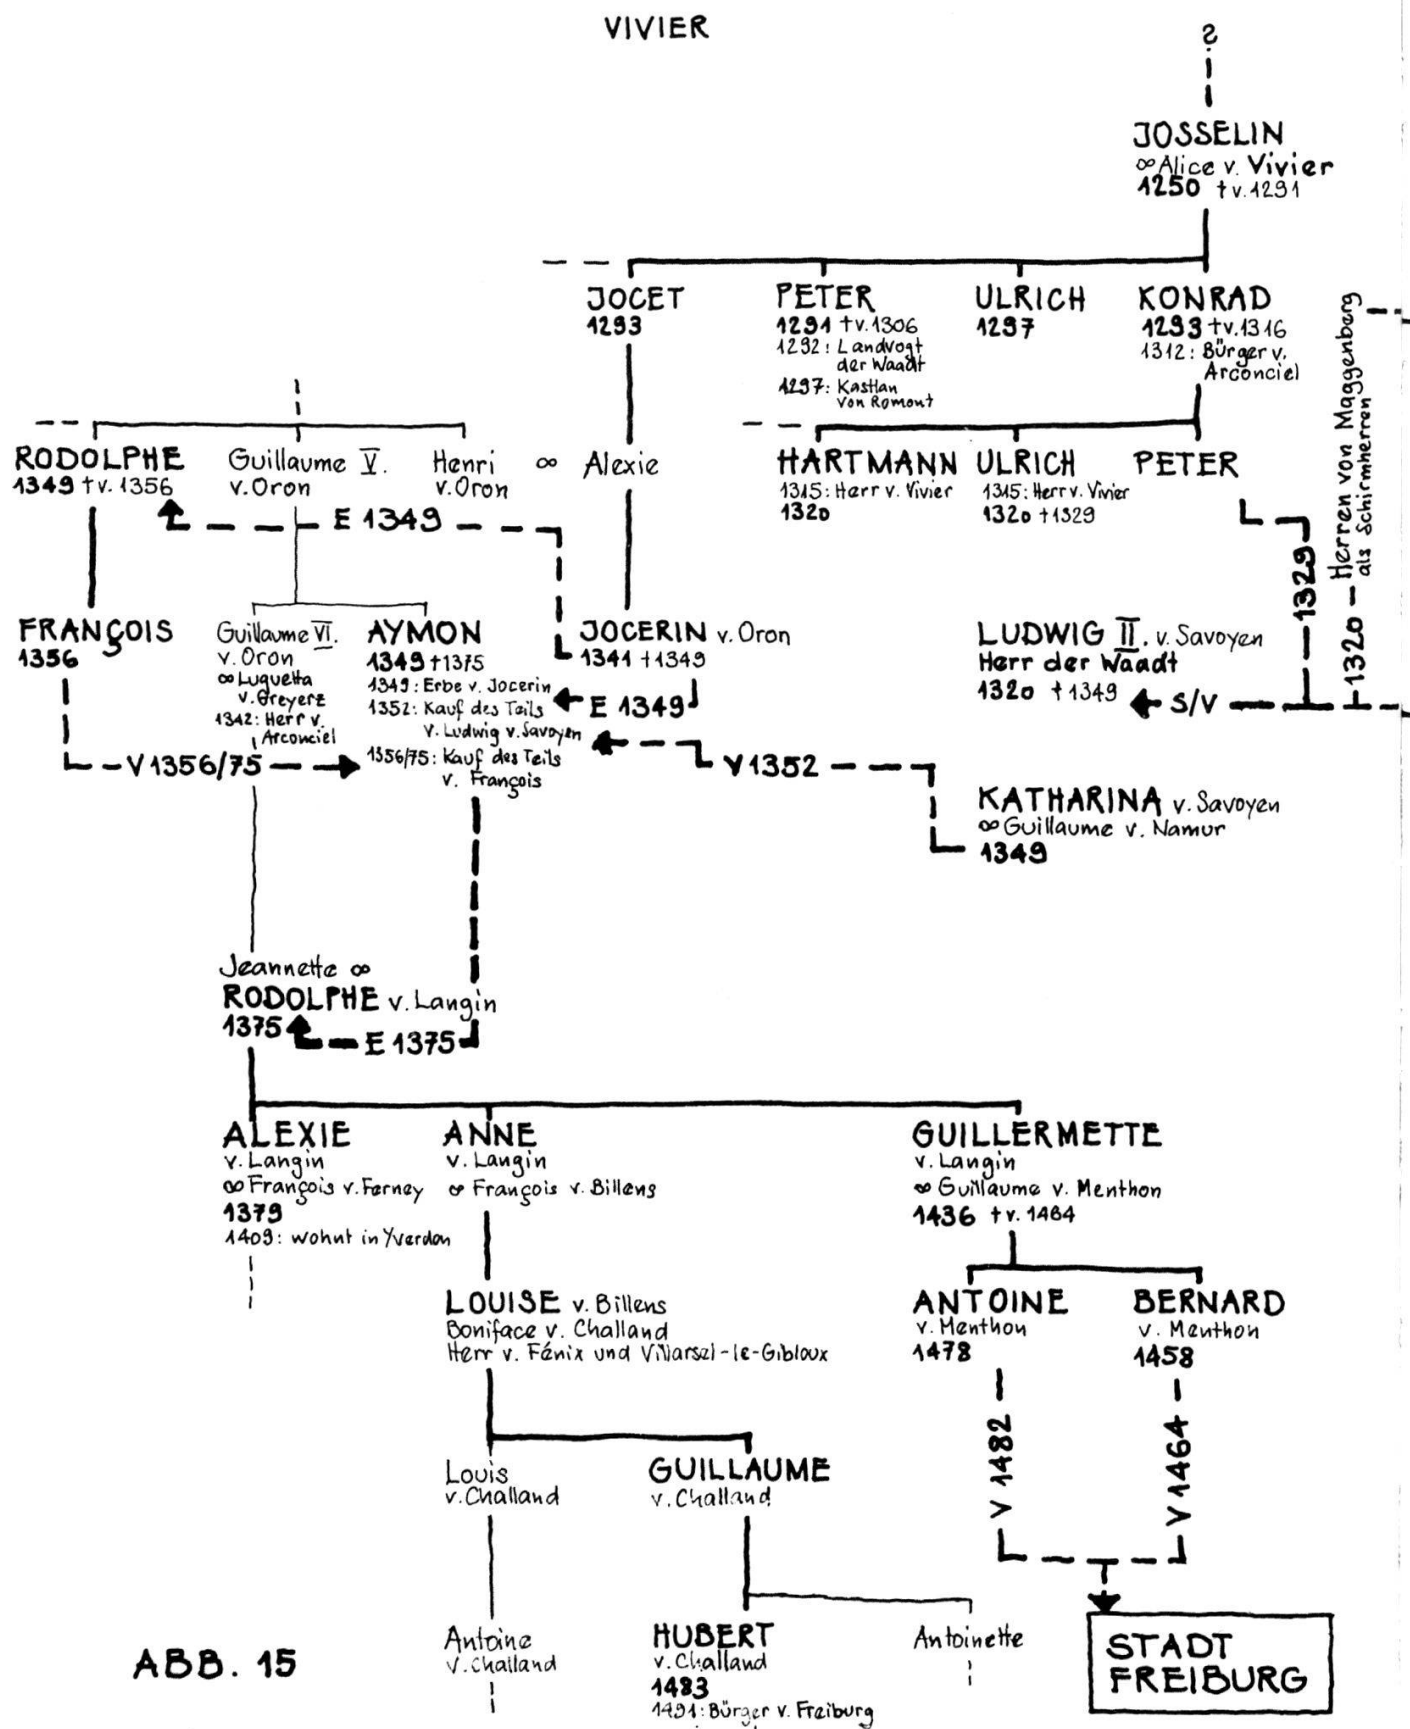 VIVIER
?
JOSSELIN
∞ Alice v. Vivier
1250 † v. 1291
JOCET
1293
PETER
1291 † v. 1306
1292: Landvogt
der Waadt
1297: Kastlan
von Romont
ULRICH
1297
KONRAD
1293 † v. 1316
1312: Bürger v.
Arconciel
Herren von Maggenberg
als Schirmherren
1320
RODOLPHE
1349 † v. 1356
Guillaume V.
v. Oron
Henri ∞ Alexie
v. Oron
HARTMANN
1315: Herr v. Vivier
1320
ULRICH
1315: Herr v. Vivier
1320 † 1329
PETER
E 1349
1329
FRANÇOIS
1356
Guillaume VI.
v. Oron
∞ Luquetta
v. Greyerz
1342: Herr v.
Arconciel
AYMON
1349 † 1375
1349: Erbe v. Jocerin
1352: Kauf des Teils
v. Ludwig v. Savoyen
1356/75: Kauf des Teils
v. François
JOCERIN v. Oron
1341 † 1349
E 1349
LUDWIG II. v. Savoyen
Herr der Waadt
1320 † 1349
S/V
V 1356/75
V 1352
KATHARINA v. Savoyen
∞ Guillaume v. Namur
1349
Jeannette ∞
RODOLPHE v. Langin
1375
E 1375
ALEXIE
v. Langin
∞ François v. Ferney
1379
1409: wohnt in Yverdon
ANNE
v. Langin
∞ François v. Billens
GUILLERMETTE
v. Langin
∞ Guillaume v. Menthon
1436 † v. 1464
LOUISE v. Billens
Boniface v. Challand
Herr v. Fénix und Villarsel-le-Gibloux
ANTOINE
v. Menthon
1478
BERNARD
v. Menthon
1458
V 1482
V 1464
Louis
v. Challand
GUILLAUME
v. Challand
Antoine
v. Challand
HUBERT
v. Challand
1483
1491: Bürger v. Freiburg
Antoinette
STADT
FREIBURG
ABB. 15